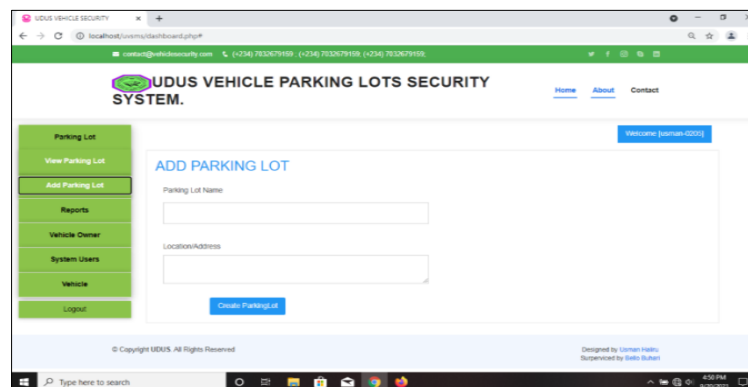 UDUS VEHICLE SECURITY
localhost/uvsms/dashboard.php#
contact@vehiclesecurity.com (+234) 7032679159 ; (+234) 7032679159; (+234) 7032679159;
UDUS VEHICLE PARKING LOTS SECURITY
SYSTEM.
Home About Contact
Welcome [usman-0205]
Parking Lot
View Parking Lot
Add Parking Lot
Reports
Vehicle Owner
System Users
Vehicle
Logout
ADD PARKING LOT
Parking Lot Name
Location/Address
Create ParkingLot
© Copyright UDUS. All Rights Reserved
Designed by Usman Haliru
Surperviced by Bello Buhari
Type here to search
4:50 PM